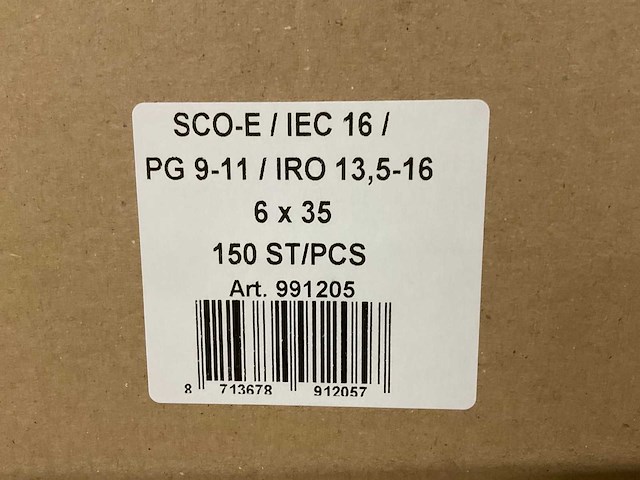 SCO-E / IEC 16 /
PG 9-11 / IRO 13,5-16
6 x 35
150 ST/PCS
Art. 991205
8 713678 912057